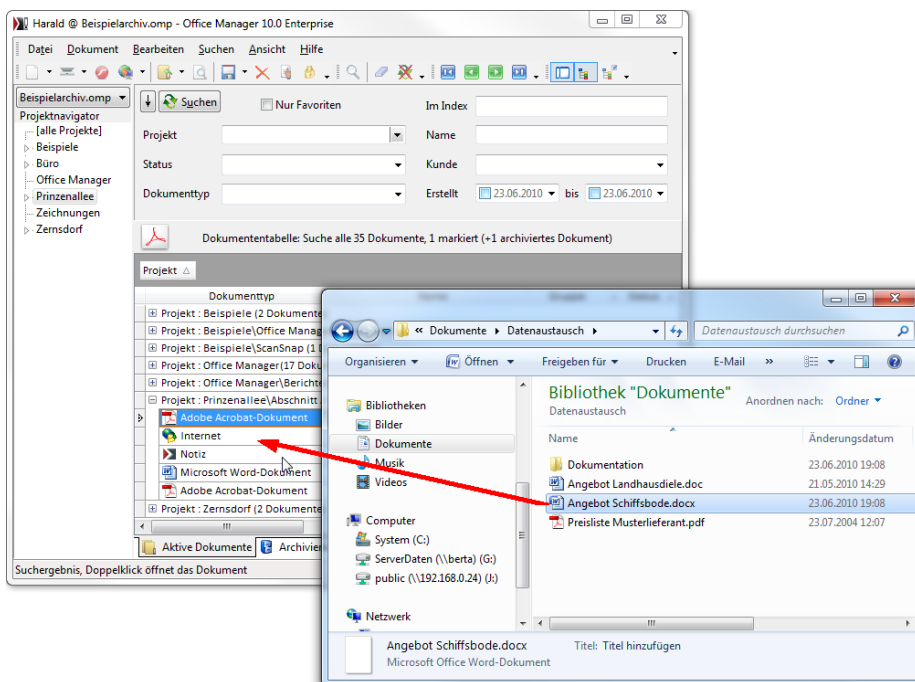 Harald @ Beispielarchiv.omp - Office Manager 10.0 Enterprise
Datei Dokument Bearbeiten Suchen Ansicht Hilfe
Beispielarchiv.omp
Projektnavigator
[alle Projekte]
Beispiele
Büro
Office Manager
Prinzenallee
Zeichnungen
Zernsdorf
Suchen Nur Favoriten Im Index
Projekt Name
Status Kunde
Dokumenttyp Erstellt 23.06.2010 bis 23.06.2010
Dokumententabelle: Suche alle 35 Dokumente, 1 markiert (+1 archiviertes Dokument)
Projekt
Dokumenttyp
Projekt : Beispiele (2 Dokumente
Projekt : Beispiele\Office Manag
Projekt : Beispiele\ScanSnap (1
Projekt : Office Manager(17 Doku
Projekt : Office Manager\Berichte
Projekt : Prinzenallee\Abschnitt
Adobe Acrobat-Dokument
Internet
Notiz
Microsoft Word-Dokument
Adobe Acrobat-Dokument
Projekt : Zernsdorf (2 Dokumente
Aktive Dokumente Archivier
Suchergebnis, Doppelklick öffnet das Dokument
« Dokumente Datenaustausch
Datenaustausch durchsuchen
Organisieren Öffnen Freigeben für Drucken E-Mail »
Bibliotheken
Bilder
Dokumente
Musik
Videos
Computer
System (C:)
ServerDaten (\\berta) (G:)
public (\\192.168.0.24) (J:)
Netzwerk
Bibliothek "Dokumente"
Datenaustausch
Anordnen nach: Ordner
Name Änderungsdatum
Dokumentation 23.06.2010 19:08
Angebot Landhausdiele.doc 21.05.2010 14:29
Angebot Schiffsbode.docx 23.06.2010 19:08
Preisliste Musterlieferant.pdf 23.07.2004 12:07
Angebot Schiffsbode.docx Titel: Titel hinzufügen
Microsoft Office Word-Dokument